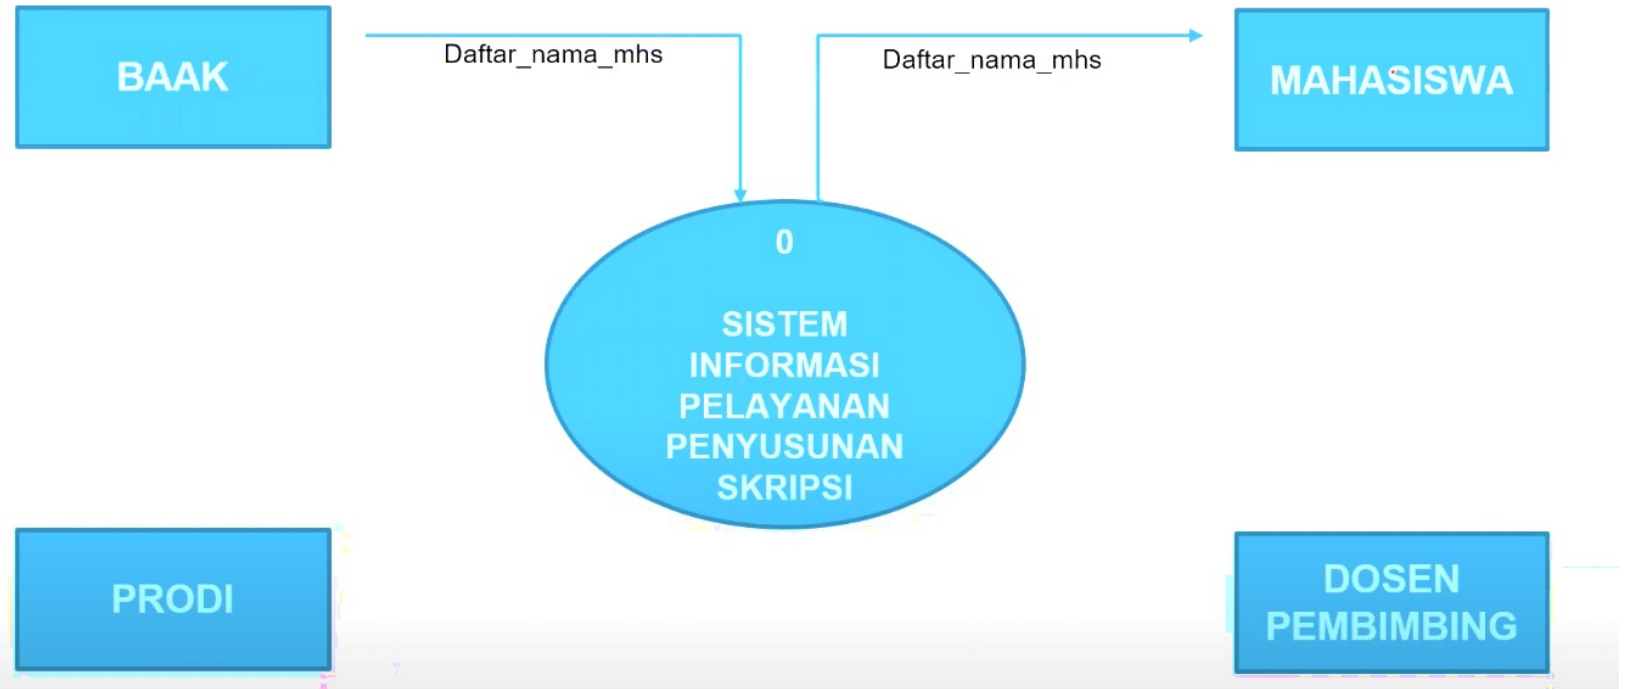 BAAK
Daftar_nama_mhs
Daftar_nama_mhs
MAHASISWA
0
SISTEM
INFORMASI
PELAYANAN
PENYUSUNAN
SKRIPSI
PRODI
DOSEN
PEMBIMBING